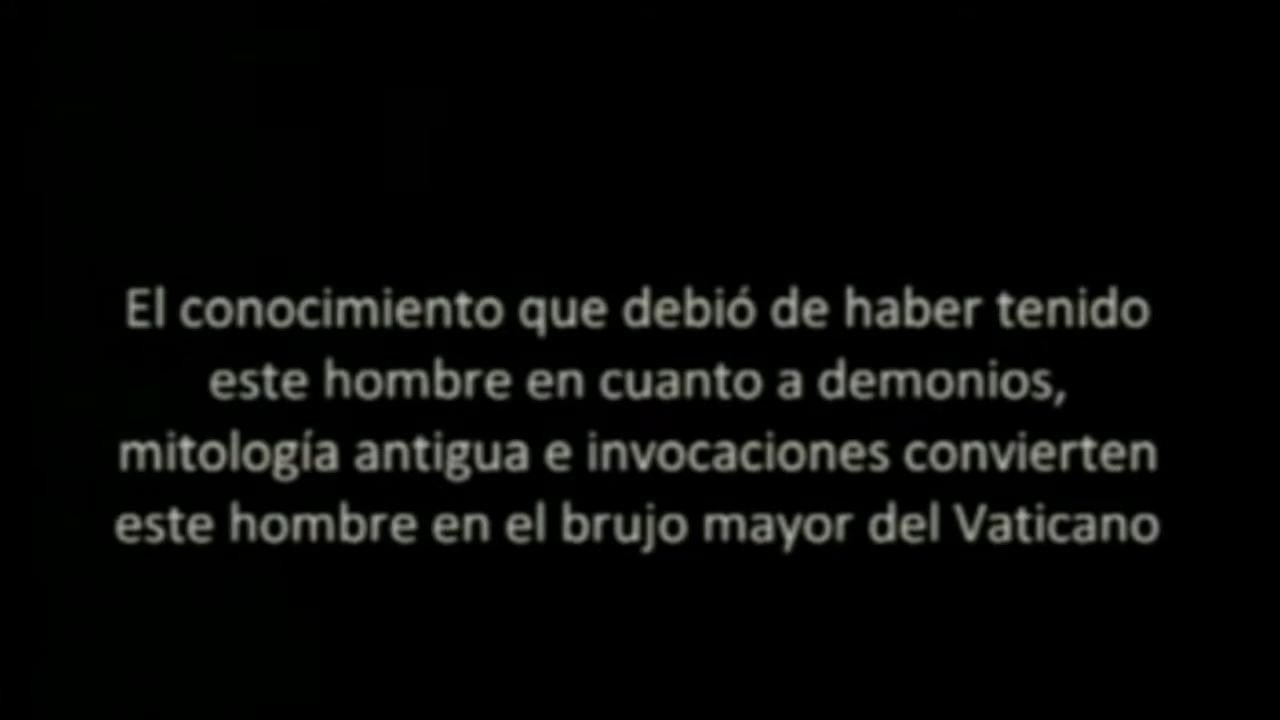 El conocimiento que debió de haber tenido
este hombre en cuanto a demonios,
mitología antigua e invocaciones convierten
este hombre en el brujo mayor del Vaticano